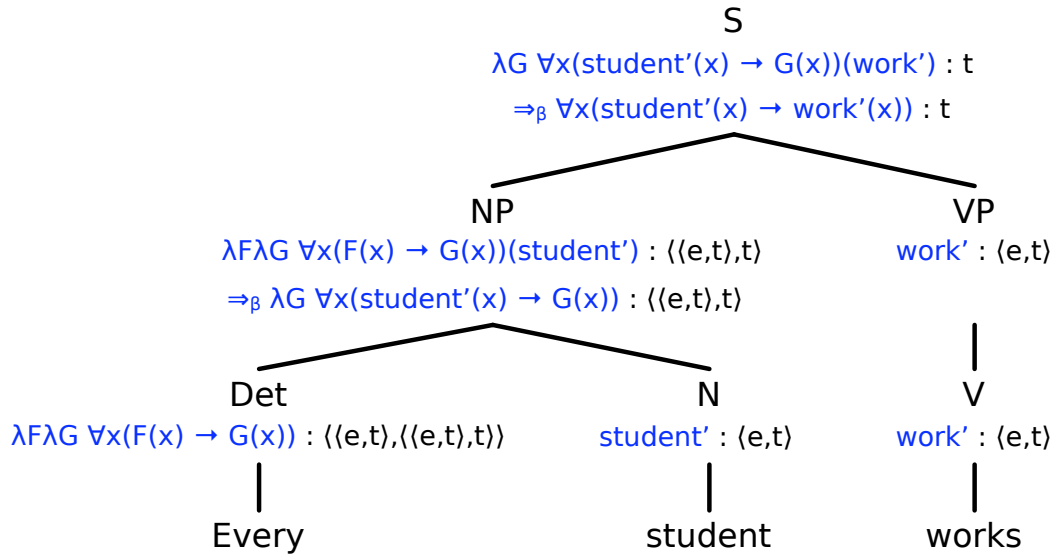 S
λG ∀x(student’(x) → G(x))(work’) : t
⇒β ∀x(student’(x) → work’(x)) : t
NP VP
λFλG ∀x(F(x) → G(x))(student’) : ⟨⟨e,t⟩,t⟩ work’ : ⟨e,t⟩
⇒β λG ∀x(student’(x) → G(x)) : ⟨⟨e,t⟩,t⟩
Det N V
λFλG ∀x(F(x) → G(x)) : ⟨⟨e,t⟩,⟨⟨e,t⟩,t⟩⟩ student’ : ⟨e,t⟩ work’ : ⟨e,t⟩
Every student works